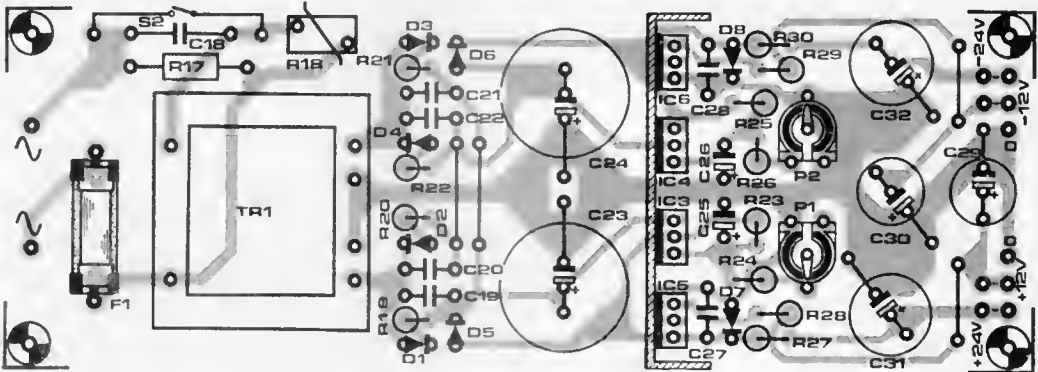 S2
C18
R17
R18
TR1
F1
D3
R21
D6
C21
C22
D4
R22
R20
D2
C20
C19
R19
D1
D5
C24
C23
IC6
IC4
IC3
IC5
D8
C28
R30
R29
R25
C26
R26
P2
C25
R23
P1
R24
D7
R28
R27
C27
C32
C30
C31
C29
-24V
-12V
0
0
+12V
+24V